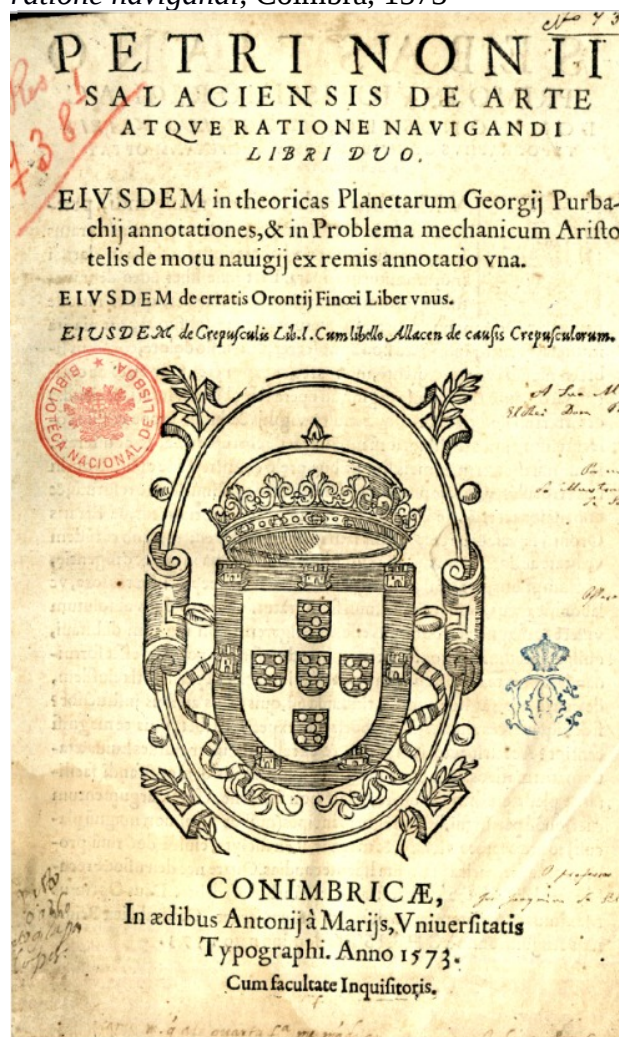 ratione navigandi, Coimbra, 1573
PETRI NONII
SALACIENSIS DE ARTE
ATQVE RATIONE NAVIGANDI
LIBRI DUO.
EIVSDEM in theoricas Planetarum Georgij Purba-
chij annotationes, & in Problema mechanicum Aristo
telis de motu nauigij ex remis annotatio vna.
EIVSDEM de erratis Orontij Finœi Liber vnus.
EIUSDEM de Crepusculis Lib. I. Cum libello Allacen de causis Crepusculorum.
BIBLIOTECA NACIONAL DE LISBOA
CONIMBRICÆ,
In ædibus Antonij à Marijs, Vniuersitatis
Typographi. Anno 1573.
Cum facultate Inquisitoris.